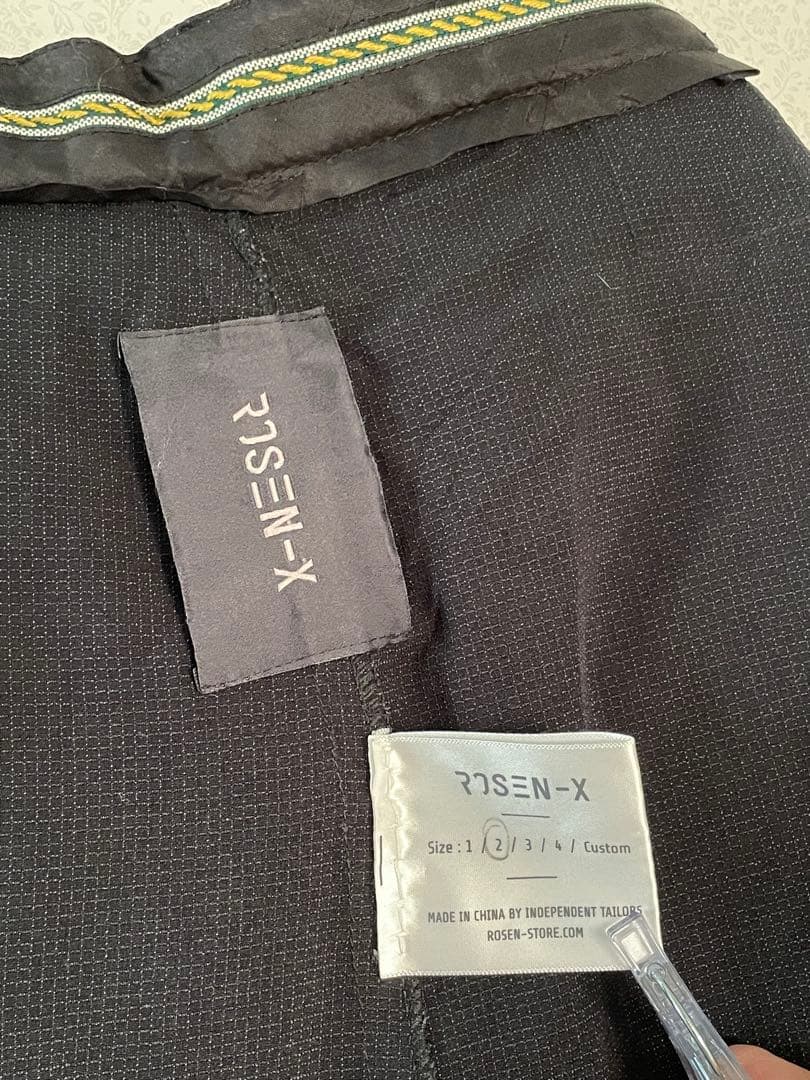 ROSEN-X
ROSEN-X
Size : 1 / 2 / 3 / 4 / Custom
MADE IN CHINA BY INDEPENDENT TAILORS
ROSEN-STORE.COM